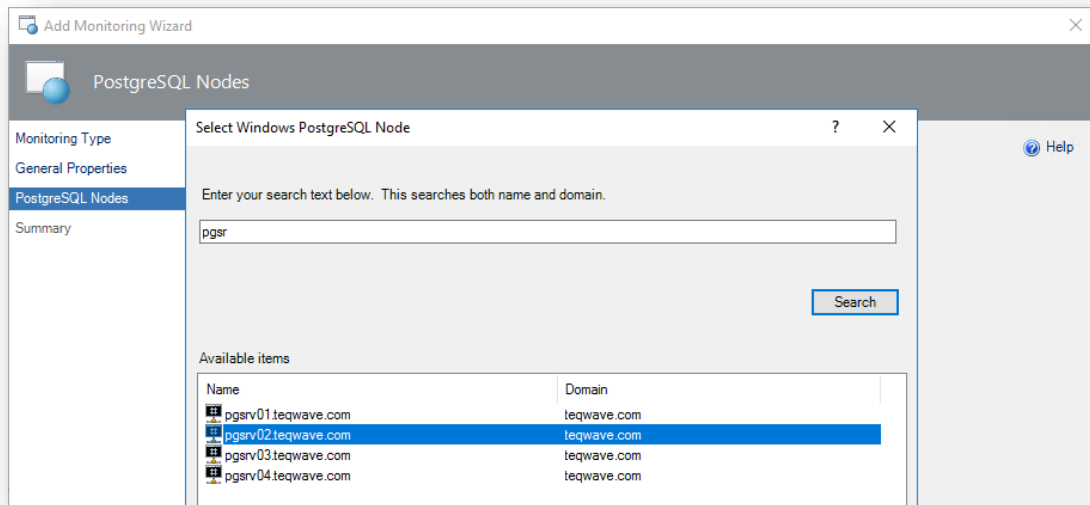 Add Monitoring Wizard
PostgreSQL Nodes
Monitoring Type
General Properties
PostgreSQL Nodes
Summary
Help
Select Windows PostgreSQL Node ?
Enter your search text below. This searches both name and domain.
pgsr
Search
Available items
Name Domain
pgsrv01.teqwave.com teqwave.com
pgsrv02.teqwave.com teqwave.com
pgsrv03.teqwave.com teqwave.com
pgsrv04.teqwave.com teqwave.com